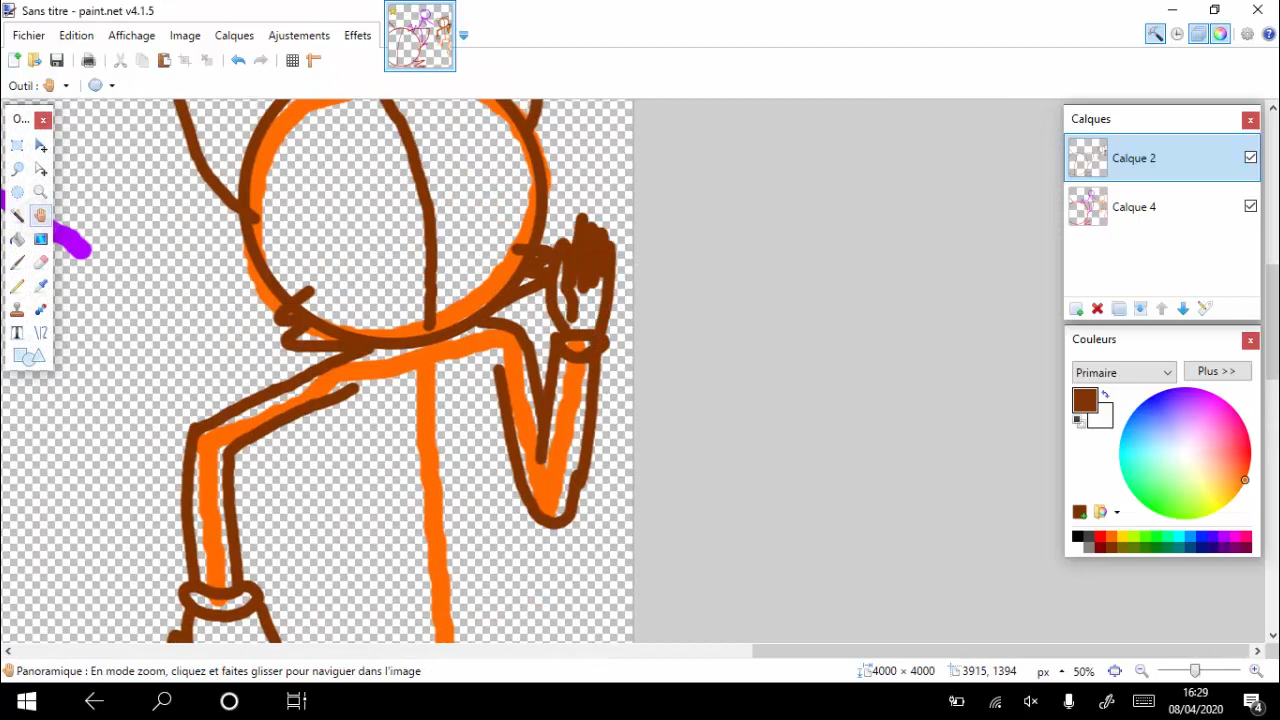 Sans titre - paint.net v4.1.5
Fichier Edition Affichage Image Calques Ajustements Effets
Outil :
O...
Calques
Calque 2
Calque 4
Couleurs
Primaire
Plus >>
Panoramique : En mode zoom, cliquez et faites glisser pour naviguer dans l'image
4000 × 4000
3915, 1394
px
50%
16:29
08/04/2020
4